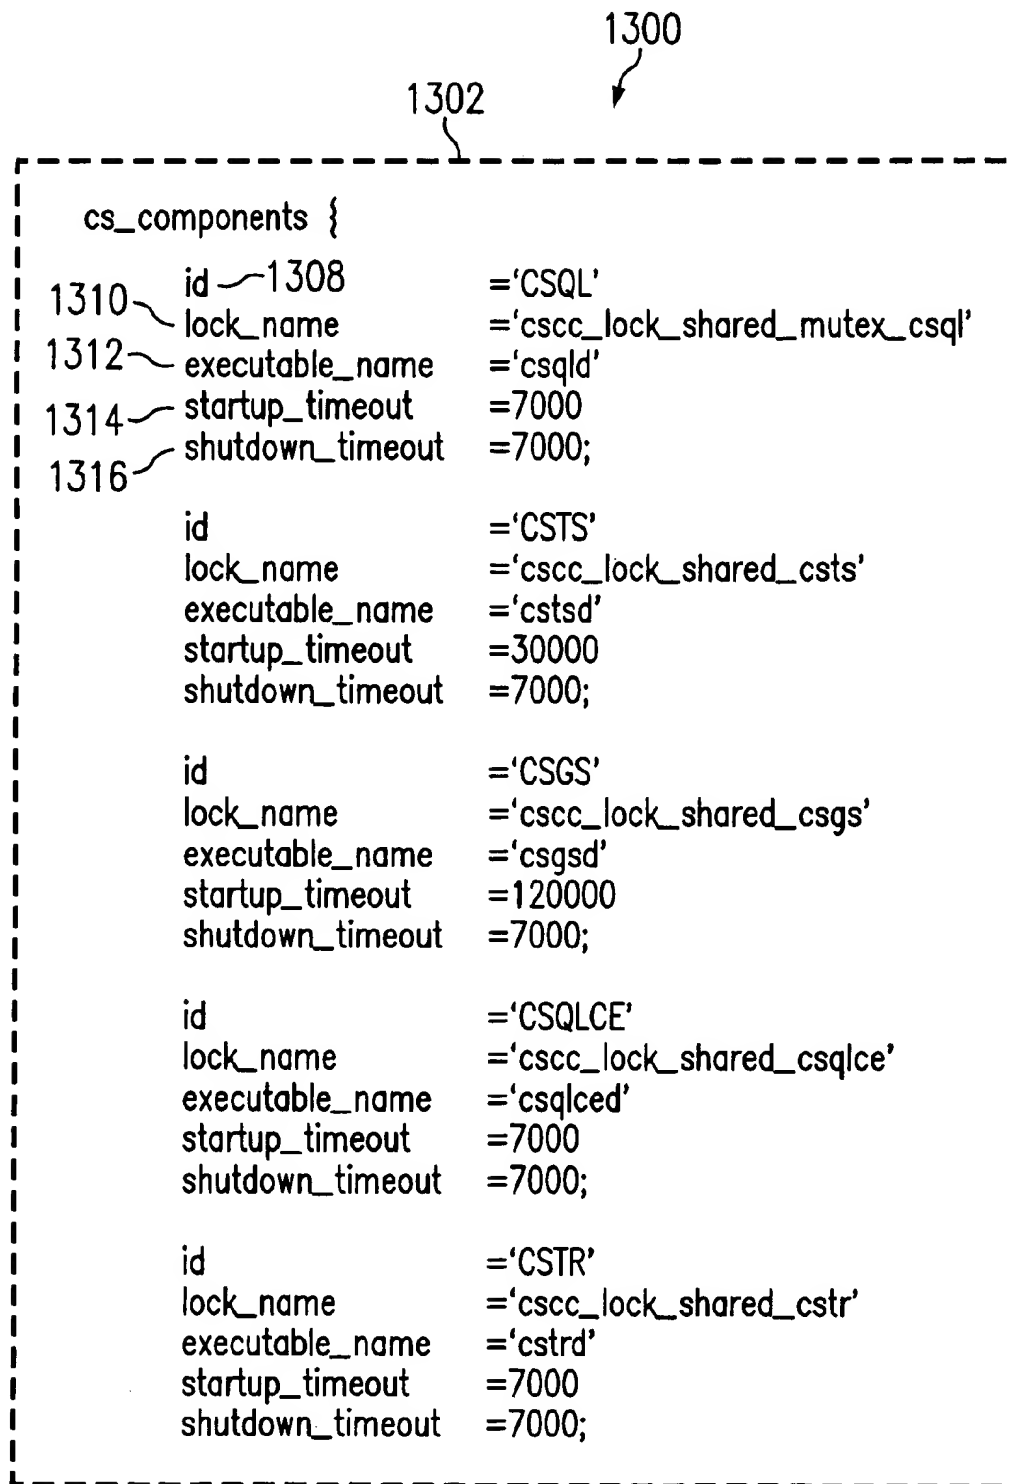 1300
1302
cs_components {
id 1308 =‘CSQL’
1310 lock_name =‘cscc_lock_shared_mutex_csql’
1312 executable_name =‘csqld’
1314 startup_timeout =7000
1316 shutdown_timeout =7000;
id =‘CSTS’
lock_name =‘cscc_lock_shared_csts’
executable_name =‘cstsd’
startup_timeout =30000
shutdown_timeout =7000;
id =‘CSGS’
lock_name =‘cscc_lock_shared_csgs’
executable_name =‘csgsd’
startup_timeout =120000
shutdown_timeout =7000;
id =‘CSQLCE’
lock_name =‘cscc_lock_shared_csqlce’
executable_name =‘csqlced’
startup_timeout =7000
shutdown_timeout =7000;
id =‘CSTR’
lock_name =‘cscc_lock_shared_cstr’
executable_name =‘cstrd’
startup_timeout =7000
shutdown_timeout =7000;